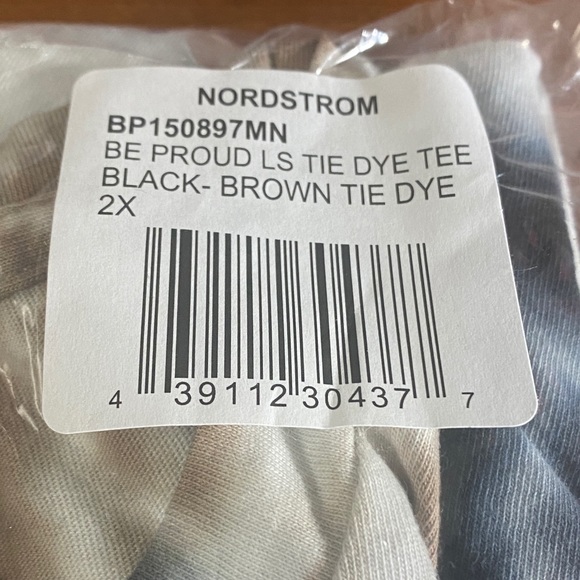 NORDSTROM
BP150897MN
BE PROUD LS TIE DYE TEE
BLACK- BROWN TIE DYE
2X
4 39112 30437 7